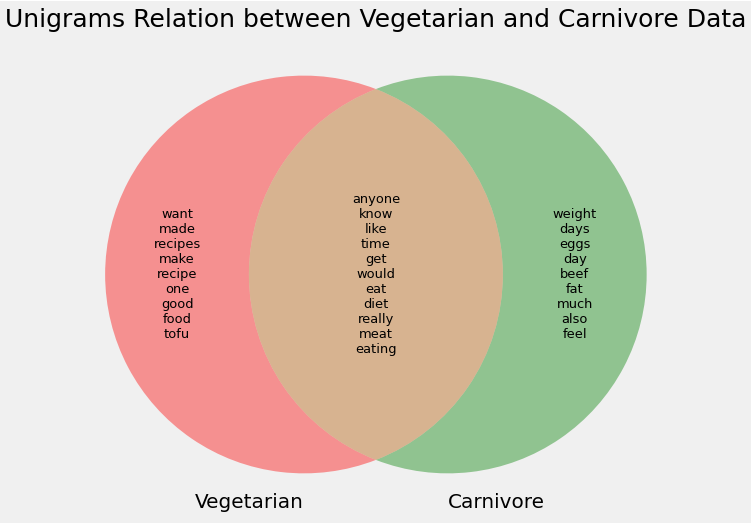 Unigrams Relation between Vegetarian and Carnivore Data
want
made
recipes
make
recipe
one
good
food
tofu
anyone
know
like
time
get
would
eat
diet
really
meat
eating
weight
days
eggs
day
beef
fat
much
also
feel
Vegetarian
Carnivore